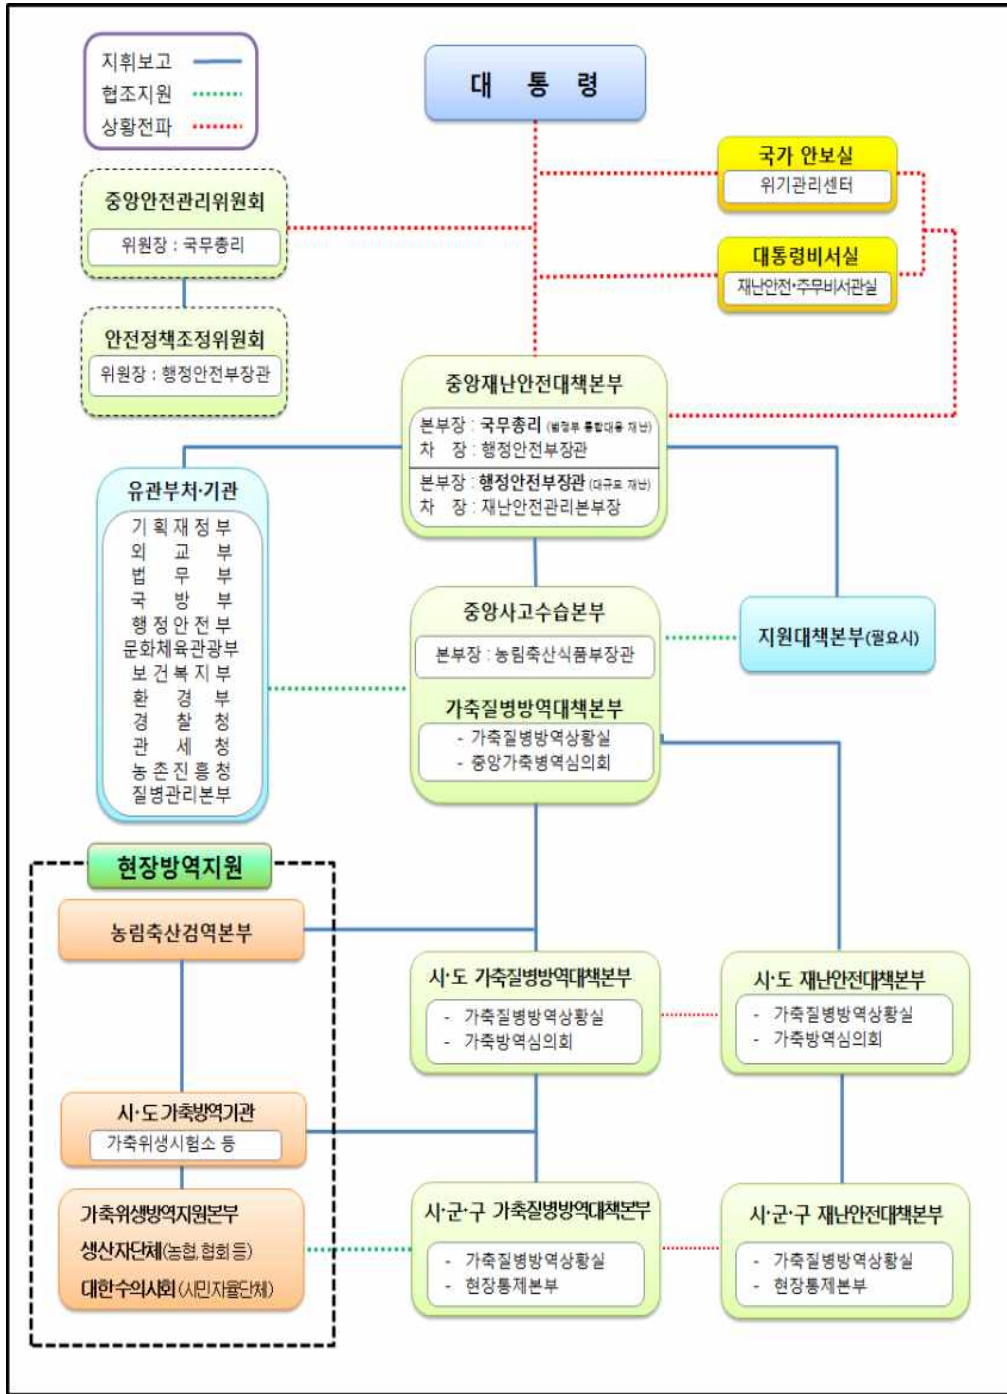 지휘보고
협조지원
상황전파
대 통 령
국가 안보실
위기관리센터
중앙안전관리위원회
위원장 : 국무총리
대통령비서실
재난안전·주무비서관실
안전정책조정위원회
위원장 : 행정안전부장관
중앙재난안전대책본부
본부장 : 국무총리 (범정부 통합대응 재난)
차 장 : 행정안전부장관
본부장 : 행정안전부장관 (대규모 재난)
차 장 : 재난안전관리본부장
유관부처·기관
기획재정부
외 교 부
법 무 부
국 방 부
행정안전부
문화체육관광부
보건복지부
환 경 부
경 찰 청
관 세 청
농촌진흥청
질병관리본부
중앙사고수습본부
본부장 : 농림축산식품부장관
가축질병방역대책본부
- 가축질병방역상황실
- 중앙가축병역심의회
지원대책본부(필요시)
현장방역지원
농림축산검역본부
시·도 가축질병방역대책본부
- 가축질병방역상황실
- 가축방역심의회
시·도 재난안전대책본부
- 가축질병방역상황실
- 가축방역심의회
시·도 가축방역기관
가축위생시험소 등
가축위생방역지원본부
생산자단체(농협,협회 등)
대한수의사회(시민자율단체)
시·군·구 가축질병방역대책본부
- 가축질병방역상황실
- 현장통제본부
시·군·구 재난안전대책본부
- 가축질병방역상황실
- 현장통제본부